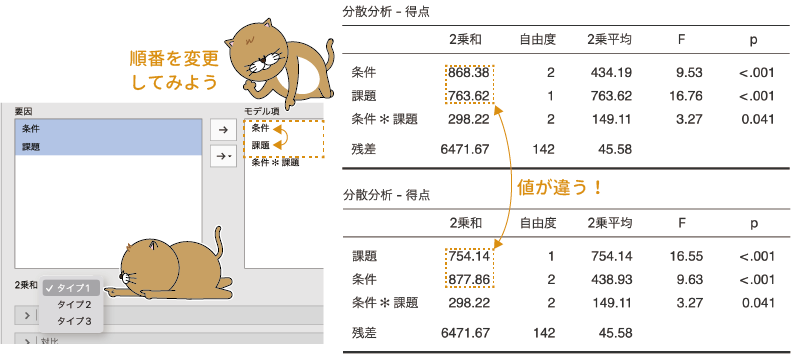 順番を変更
してみよう
要因
モデル項
条件
課題
条件
課題
条件 ✻ 課題
2乗和
✓ タイプ1
タイプ2
タイプ3
対比
分散分析 - 得点
2乗和 自由度 2乗平均 F p
条件 868.38 2 434.19 9.53 <.001
課題 763.62 1 763.62 16.76 <.001
条件 ✻ 課題 298.22 2 149.11 3.27 0.041
残差 6471.67 142 45.58
値が違う！
分散分析 - 得点
2乗和 自由度 2乗平均 F p
課題 754.14 1 754.14 16.55 <.001
条件 877.86 2 438.93 9.63 <.001
条件 ✻ 課題 298.22 2 149.11 3.27 0.041
残差 6471.67 142 45.58